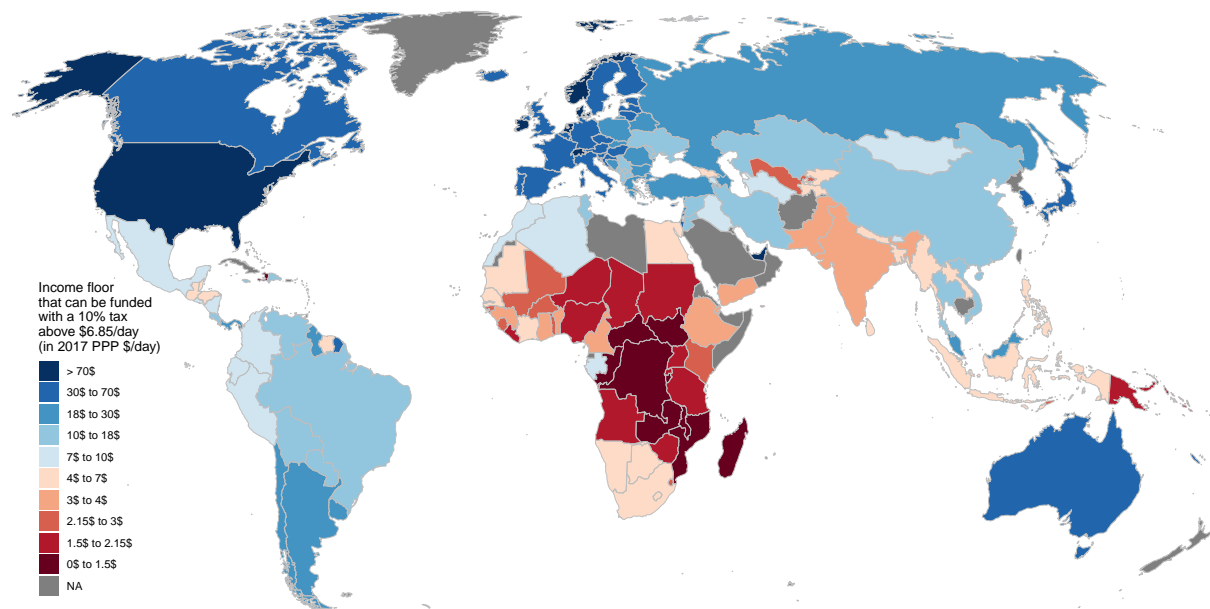 Income floor
that can be funded
with a 10% tax
above $6.85/day
(in 2017 PPP $/day)
> 70$
30$ to 70$
18$ to 30$
10$ to 18$
7$ to 10$
4$ to 7$
3$ to 4$
2.15$ to 3$
1.5$ to 2.15$
0$ to 1.5$
NA